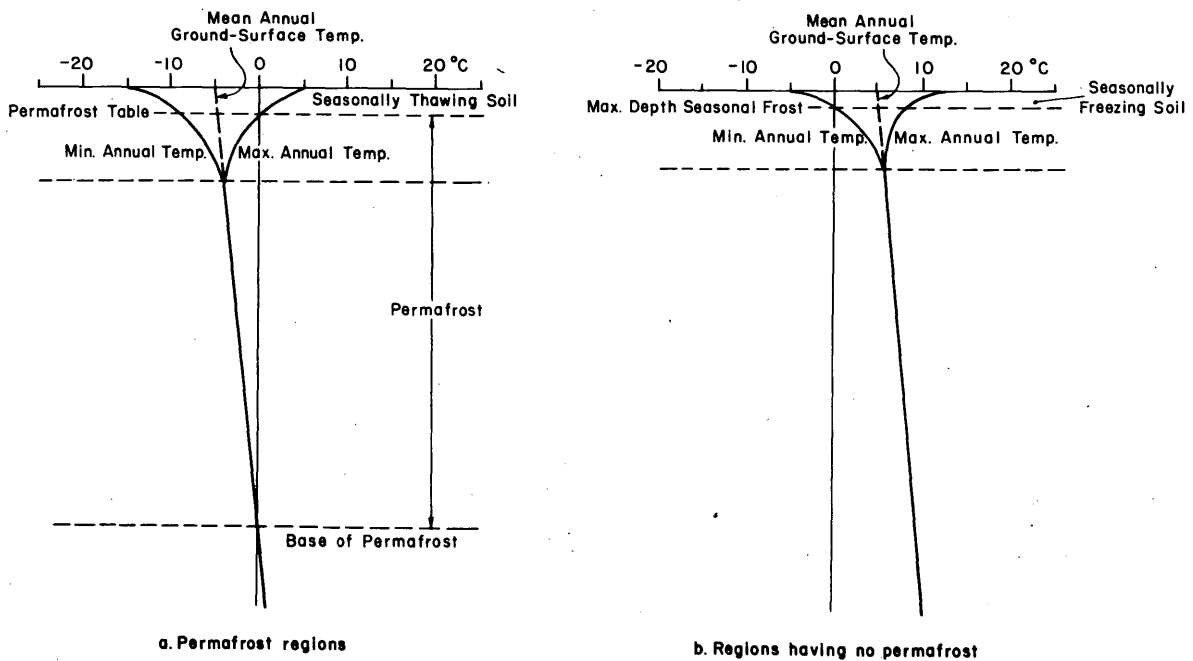 Mean Annual
Ground-Surface Temp.
-20 -10 0 10 20 °C
Seasonally Thawing Soil
Permafrost Table
Min. Annual Temp. Max. Annual Temp.
Permafrost
Base of Permafrost
a. Permafrost regions
Mean Annual
Ground-Surface Temp.
-20 -10 0 10 20 °C
Seasonally
Freezing Soil
Max. Depth Seasonal Frost
Min. Annual Temp. Max. Annual Temp.
b. Regions having no permafrost